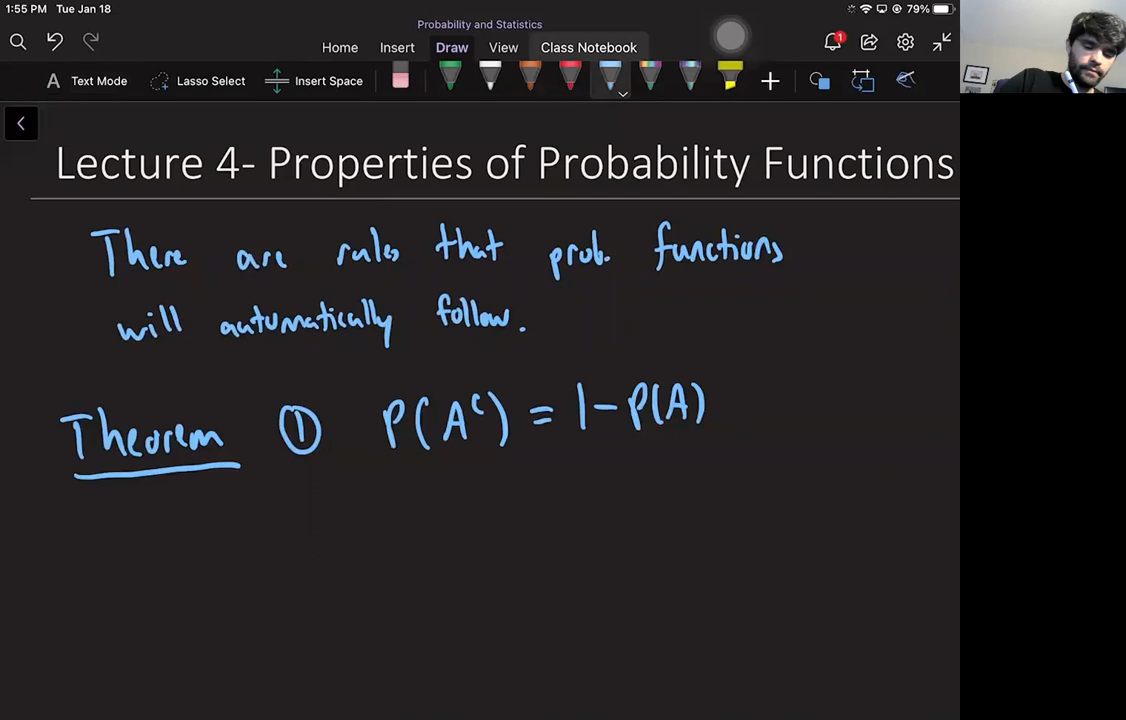 1:55 PM Tue Jan 18
79%
Probability and Statistics
Home Insert Draw View Class Notebook
1
A Text Mode Lasso Select Insert Space
Lecture 4- Properties of Probability Functions
There are rules that prob. functions
will automatically follow.
Theorem ① P(Aᶜ) = 1-P(A)